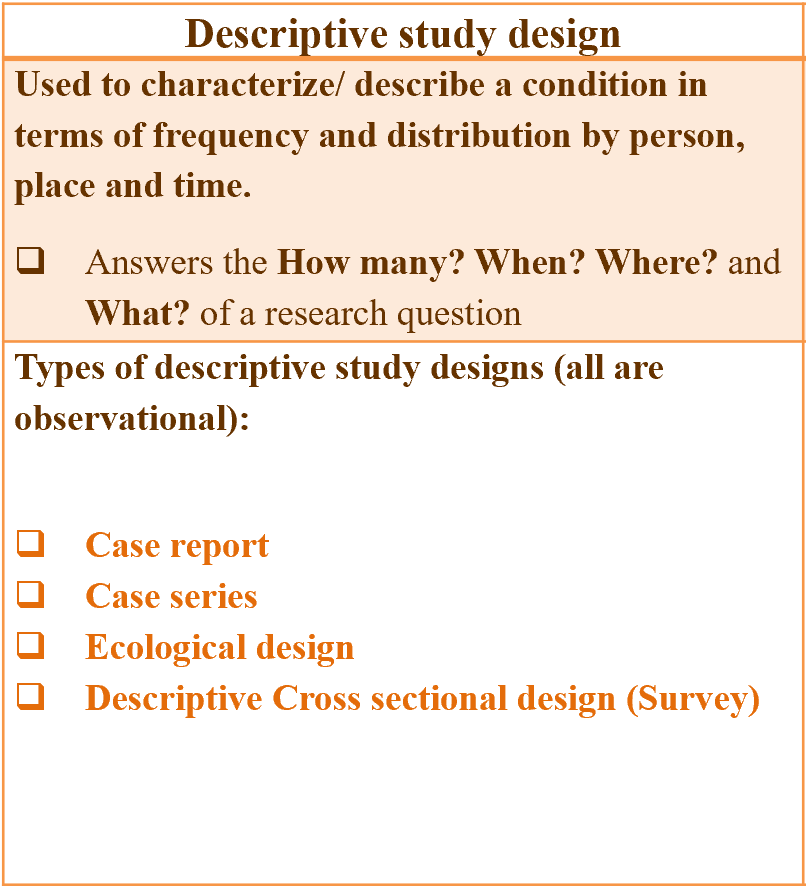 Descriptive study design
Used to characterize/ describe a condition in
terms of frequency and distribution by person,
place and time.
❑ Answers the How many? When? Where? and
What? of a research question
Types of descriptive study designs (all are
observational):
❑ Case report
❑ Case series
❑ Ecological design
❑ Descriptive Cross sectional design (Survey)